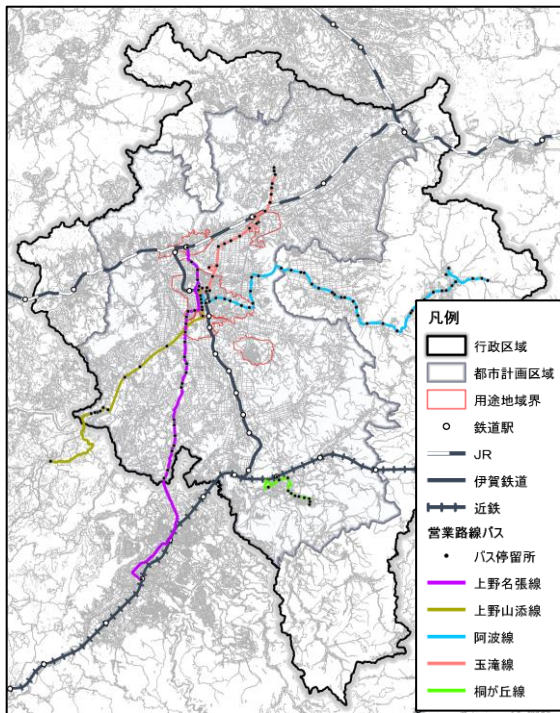 凡例
行政区域
都市計画区域
用途地域界
鉄道駅
JR
伊賀鉄道
近鉄
営業路線バス
バス停留所
上野名張線
上野山添線
阿波線
玉滝線
桐が丘線